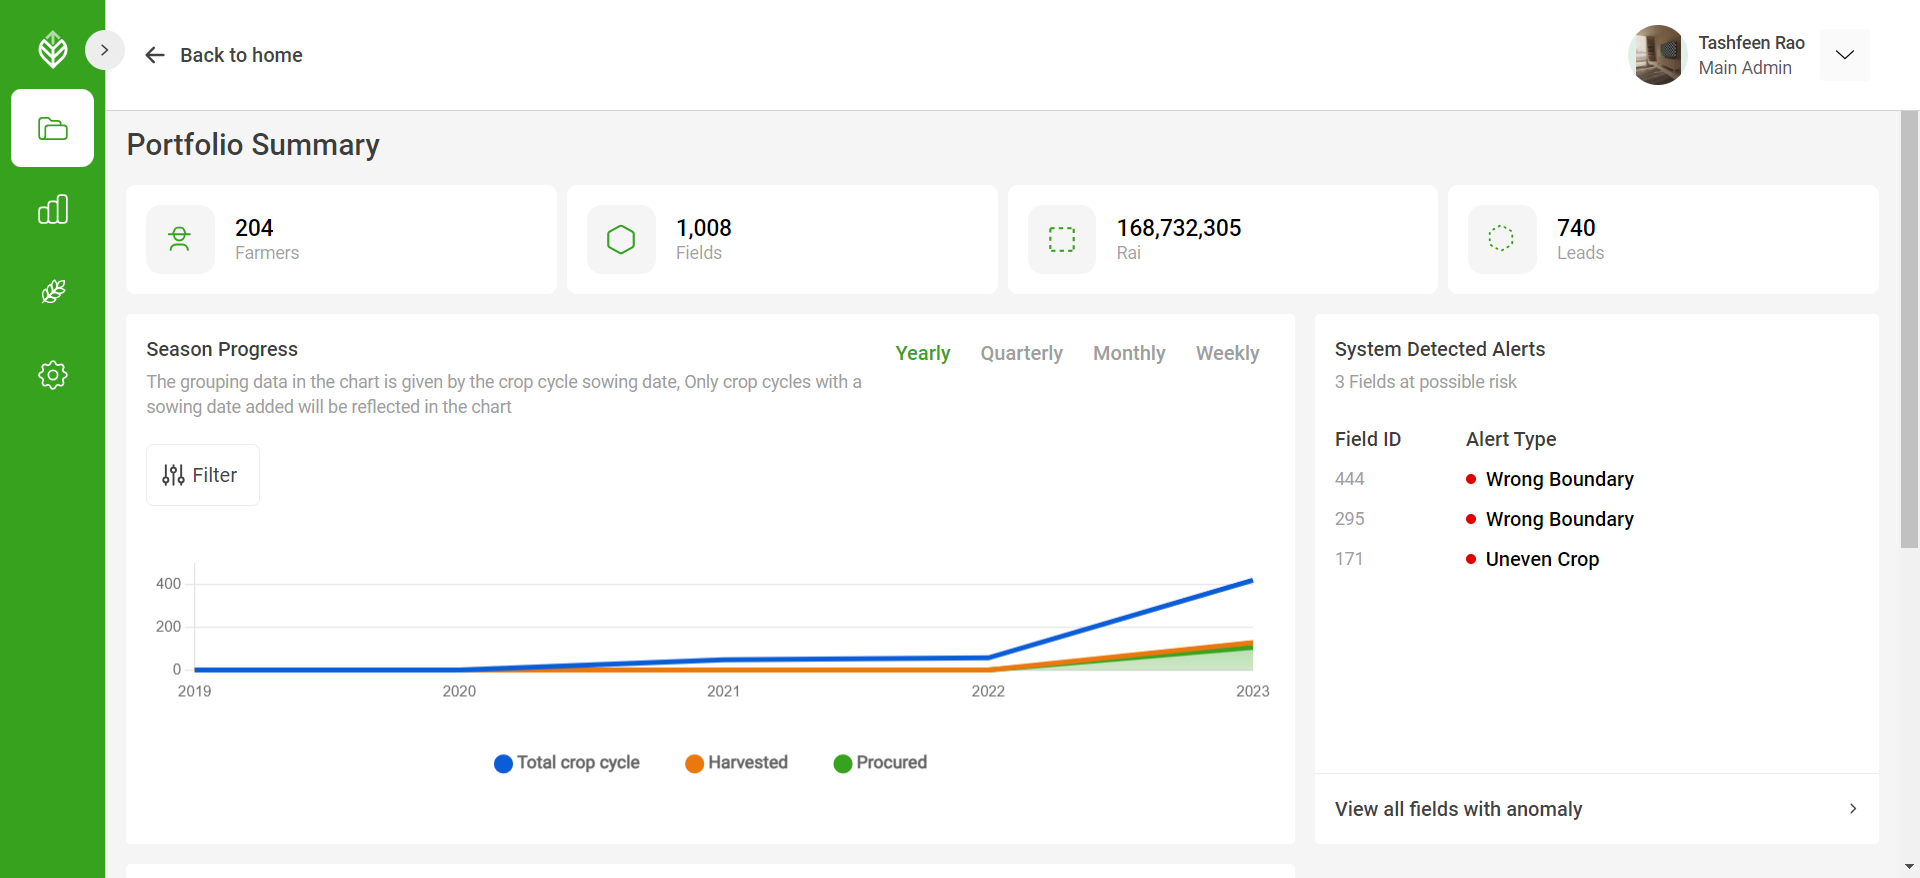 Back to home
Tashfeen Rao
Main Admin
Portfolio Summary
204
Farmers
1,008
Fields
168,732,305
Rai
740
Leads
Season Progress
Yearly
Quarterly
Monthly
Weekly
The grouping data in the chart is given by the crop cycle sowing date, Only crop cycles with a
sowing date added will be reflected in the chart
Filter
400
200
0
2019
2020
2021
2022
2023
Total crop cycle
Harvested
Procured
System Detected Alerts
3 Fields at possible risk
Field ID
Alert Type
444
Wrong Boundary
295
Wrong Boundary
171
Uneven Crop
View all fields with anomaly